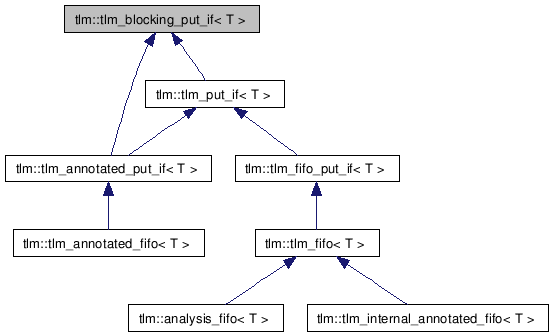 tlm::tlm_blocking_put_if< T >
tlm::tlm_put_if< T >
tlm::tlm_annotated_put_if< T >
tlm::tlm_fifo_put_if< T >
tlm::tlm_annotated_fifo< T >
tlm::tlm_fifo< T >
tlm::analysis_fifo< T >
tlm::tlm_internal_annotated_fifo< T >